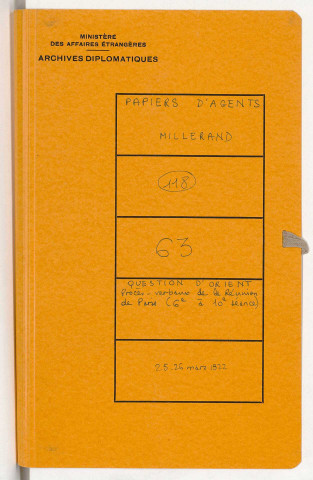 MINISTÈRE
DES AFFAIRES ÉTRANGÈRES
ARCHIVES DIPLOMATIQUES
PAPIERS D'AGENTS
MILLERAND
118
63
QUESTION D'ORIENT
Procès-verbaux de la Réunion
de Paris (6e à 10e séance)
25-26 mars 1922